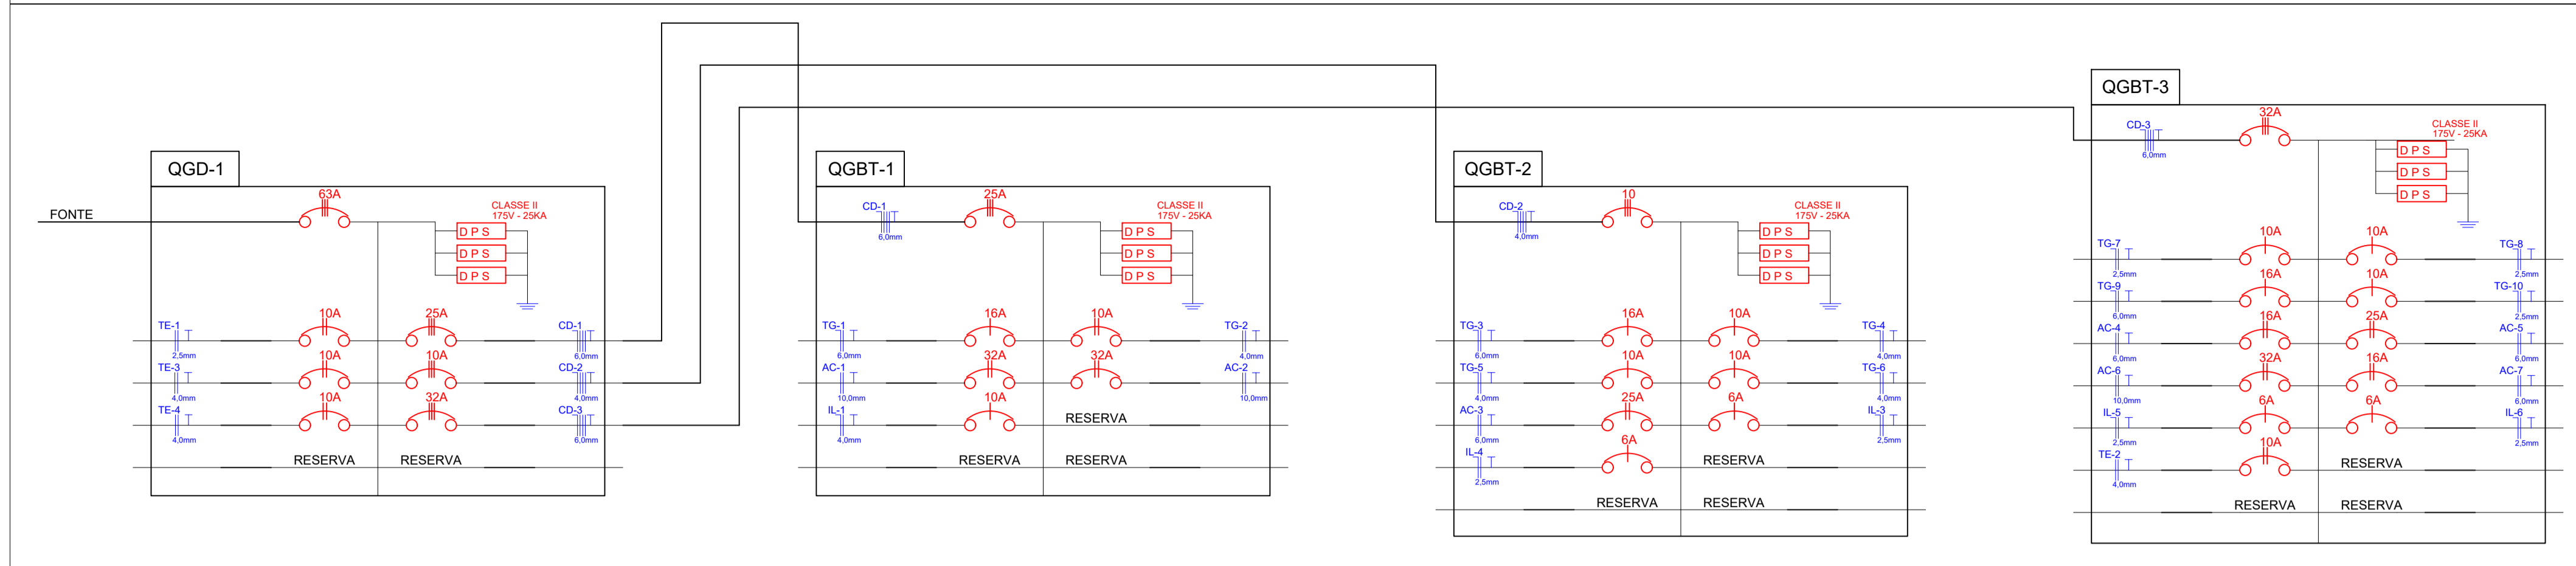 QGD-1
FONTE
63A
CLASSE II
175V - 25KA
DPS
DPS
DPS
TE-1
2,5mm
10A
25A
CD-1
6,0mm
TE-3
4,0mm
10A
10A
CD-2
4,0mm
TE-4
4,0mm
10A
32A
CD-3
6,0mm
RESERVA
RESERVA
QGBT-1
CD-1
6,0mm
25A
CLASSE II
175V - 25KA
DPS
DPS
DPS
TG-1
6,0mm
16A
10A
TG-2
4,0mm
AC-1
10,0mm
32A
32A
AC-2
10,0mm
IL-1
4,0mm
10A
RESERVA
RESERVA
RESERVA
QGBT-2
CD-2
4,0mm
10
CLASSE II
175V - 25KA
DPS
DPS
DPS
TG-3
6,0mm
16A
10A
TG-4
4,0mm
TG-5
4,0mm
10A
10A
TG-6
4,0mm
AC-3
6,0mm
25A
6A
IL-3
2,5mm
IL-4
2,5mm
6A
RESERVA
RESERVA
RESERVA
QGBT-3
CD-3
6,0mm
32A
CLASSE II
175V - 25KA
DPS
DPS
DPS
TG-7
2,5mm
10A
10A
TG-8
2,5mm
TG-9
6,0mm
16A
10A
TG-10
2,5mm
AC-4
6,0mm
16A
25A
AC-5
6,0mm
AC-6
10,0mm
32A
16A
AC-7
6,0mm
IL-5
2,5mm
6A
6A
IL-6
2,5mm
TE-2
4,0mm
10A
RESERVA
RESERVA
RESERVA